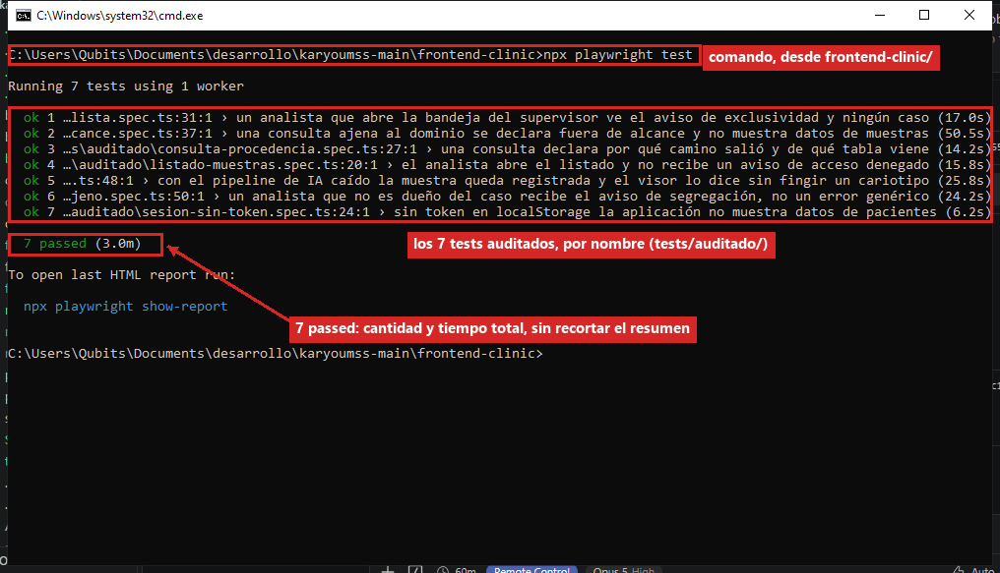 C:\Windows\system32\cmd.exe
C:\Users\Qubits\Documents\desarrollo\karyoumss-main\frontend-clinic>npx playwright test
comando, desde frontend-clinic/
Running 7 tests using 1 worker
ok 1 …lista.spec.ts:31:1 › un analista que abre la bandeja del supervisor ve el aviso de exclusividad y ningún caso (17.0s)
ok 2 …cance.spec.ts:37:1 › una consulta ajena al dominio se declara fuera de alcance y no muestra datos de muestras (50.5s)
ok 3 …s\auditado\consulta-procedencia.spec.ts:27:1 › una consulta declara por qué camino salió y de qué tabla viene (14.2s)
ok 4 …\auditado\listado-muestras.spec.ts:20:1 › el analista abre el listado y no recibe un aviso de acceso denegado (15.8s)
ok 5 ….ts:48:1 › con el pipeline de IA caído la muestra queda registrada y el visor lo dice sin fingir un cariotipo (25.8s)
ok 6 …jeno.spec.ts:50:1 › un analista que no es dueño del caso recibe el aviso de segregación, no un error genérico (24.2s)
ok 7 …auditado\sesion-sin-token.spec.ts:24:1 › sin token en localStorage la aplicación no muestra datos de pacientes (6.2s)
7 passed (3.0m)
los 7 tests auditados, por nombre (tests/auditado/)
To open last HTML report run:
npx playwright show-report
7 passed: cantidad y tiempo total, sin recortar el resumen
C:\Users\Qubits\Documents\desarrollo\karyoumss-main\frontend-clinic>
60m
Remote Control
Opus 5 High
Auto